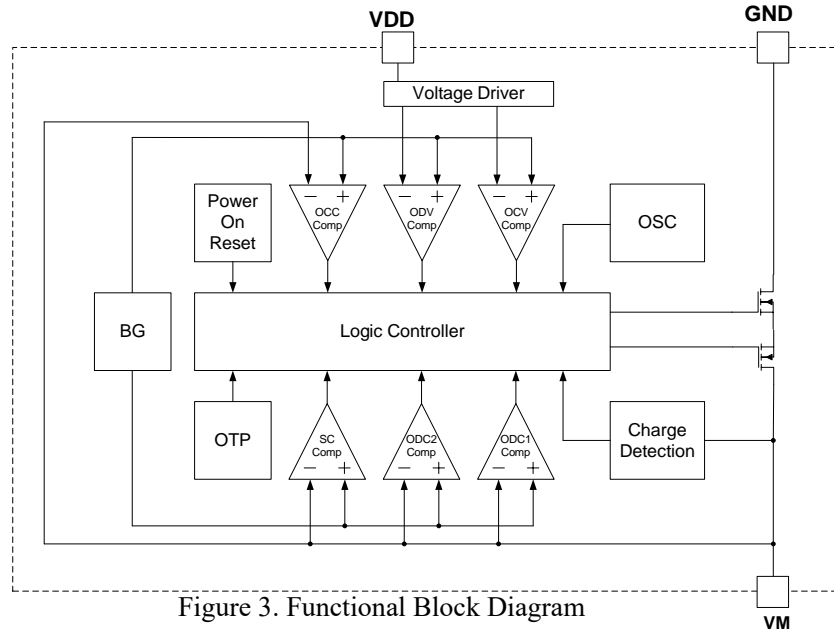 VDD
GND
Voltage Driver
Power
On
Reset
− +
OCC
Comp
− +
ODV
Comp
− +
OCV
Comp
OSC
BG
Logic Controller
OTP
SC
Comp
− +
ODC2
Comp
− +
ODC1
Comp
− +
Charge
Detection
Figure 3. Functional Block Diagram
VM